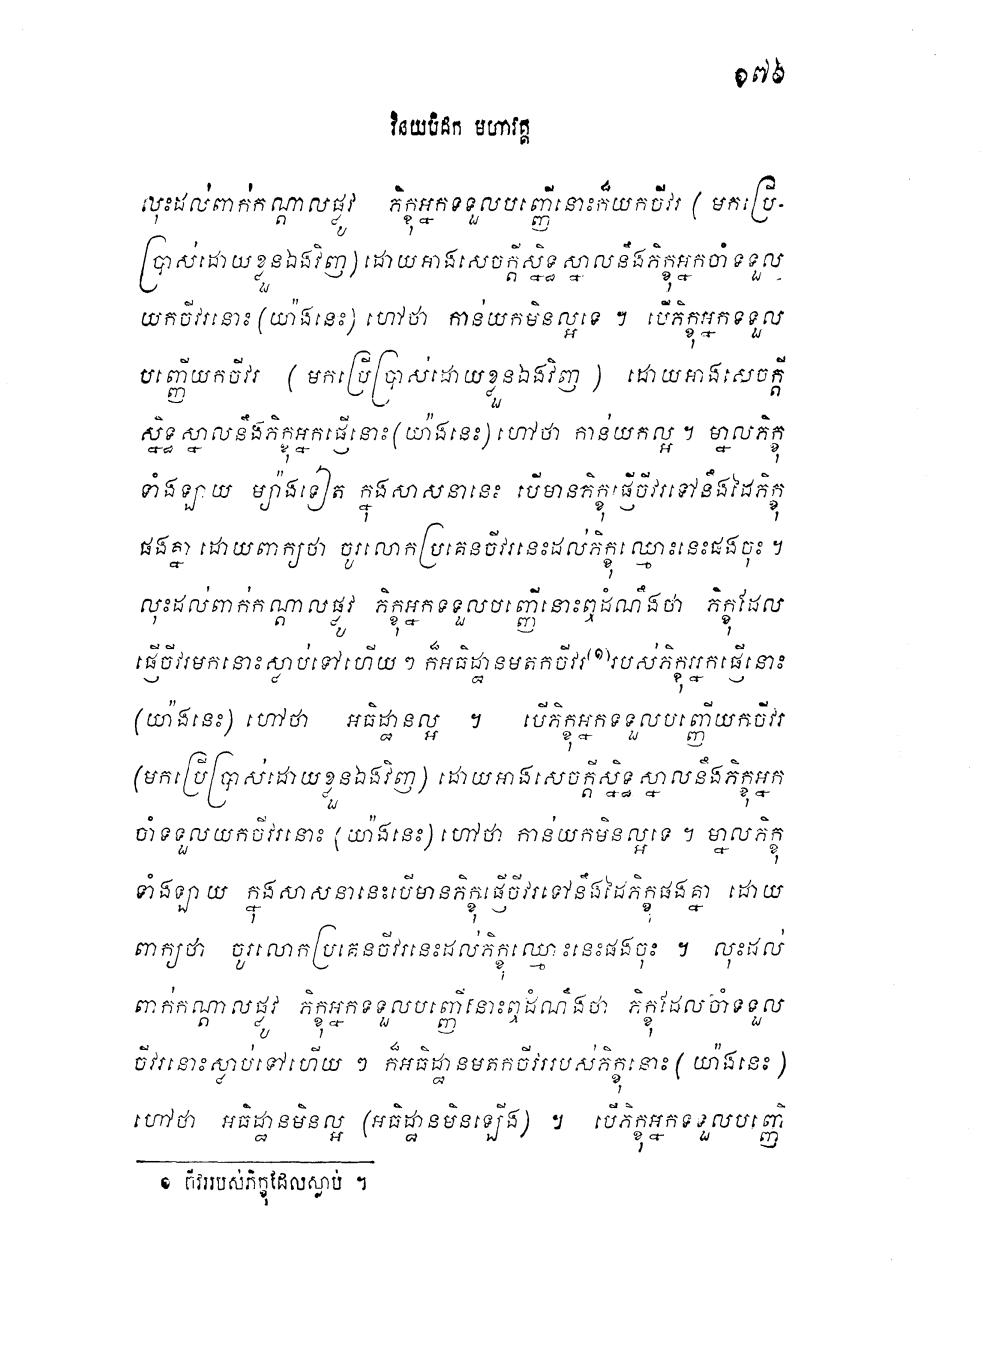 ១៧៦
វិនយបិដក មហាវគ្គ
លុះដល់ពាក់កណ្តាលផ្លូវ ភិក្ខុអ្នកទទួលបញ្ញើនោះក៏យកចីវរ ( មកប្រើ-
ប្រាស់ដោយខ្លួនឯងវិញ) ដោយអាងសេចក្តីស្និទ្ធស្នាលនឹងភិក្ខុអ្នកចាំទទួល
យកចីវរនោះ (យ៉ាងនេះ) ហៅថា កាន់យកមិនល្អទេ ។ បើភិក្ខុអ្នកទទួល
បញ្ញើយកចីវរ ( មកប្រើប្រាស់ដោយខ្លួនឯងវិញ ) ដោយអាងសេចក្តី
ស្និទ្ធស្នាលនឹងភិក្ខុអ្នកផ្ញើនោះ (យ៉ាងនេះ) ហៅថា កាន់យកល្អ ។ ម្នាលភិក្ខុ
ទាំងឡាយ ម្យ៉ាងទៀត ក្នុងសាសនានេះ បើមានភិក្ខុផ្ញើចីវរទៅនឹងដៃភិក្ខុ
ផងគ្នា ដោយពាក្យថា ចូរលោកប្រគេនចីវរនេះដល់ភិក្ខុឈ្មោះនេះផងចុះ ។
លុះដល់ពាក់កណ្តាលផ្លូវ ភិក្ខុអ្នកទទួលបញ្ញើនោះឮដំណឹងថា ភិក្ខុដែល
ផ្ញើចីវរមកនោះស្លាប់ទៅហើយ ៗ ក៏អធិដ្ឋានមតកចីវរ(១)របស់ភិក្ខុអ្នកផ្ញើនោះ
(យ៉ាងនេះ) ហៅថា អធិដ្ឋានល្អ ។ បើភិក្ខុអ្នកទទួលបញ្ញើយកចីវរ
(មកប្រើប្រាស់ដោយខ្លួនឯងវិញ) ដោយអាងសេចក្តីស្និទ្ធស្នាលនឹងភិក្ខុអ្នក
ចាំទទួលយកចីវរនោះ (យ៉ាងនេះ) ហៅថា កាន់យកមិនល្អទេ ។ ម្នាលភិក្ខុ
ទាំងឡាយ ក្នុងសាសនានេះបើមានភិក្ខុផ្ញើចីវរទៅនឹងដៃភិក្ខុផងគ្នា ដោយ
ពាក្យថា ចូរលោកប្រគេនចីវរនេះដល់ភិក្ខុឈ្មោះនេះផងចុះ ។ លុះដល់
ពាក់កណ្តាលផ្លូវ ភិក្ខុអ្នកទទួលបញ្ញើនោះឮដំណឹងថា ភិក្ខុដែលចាំទទួល
ចីវរនោះស្លាប់ទៅហើយ ៗ ក៏អធិដ្ឋានមតកចីវររបស់ភិក្ខុនោះ ( យ៉ាងនេះ )
ហៅថា អធិដ្ឋានមិនល្អ (អធិដ្ឋានមិនឡើង) ។ បើភិក្ខុអ្នកទទួលបញ្ញើ
១ ចីវររបស់ភិក្ខុដែលស្លាប់ ។